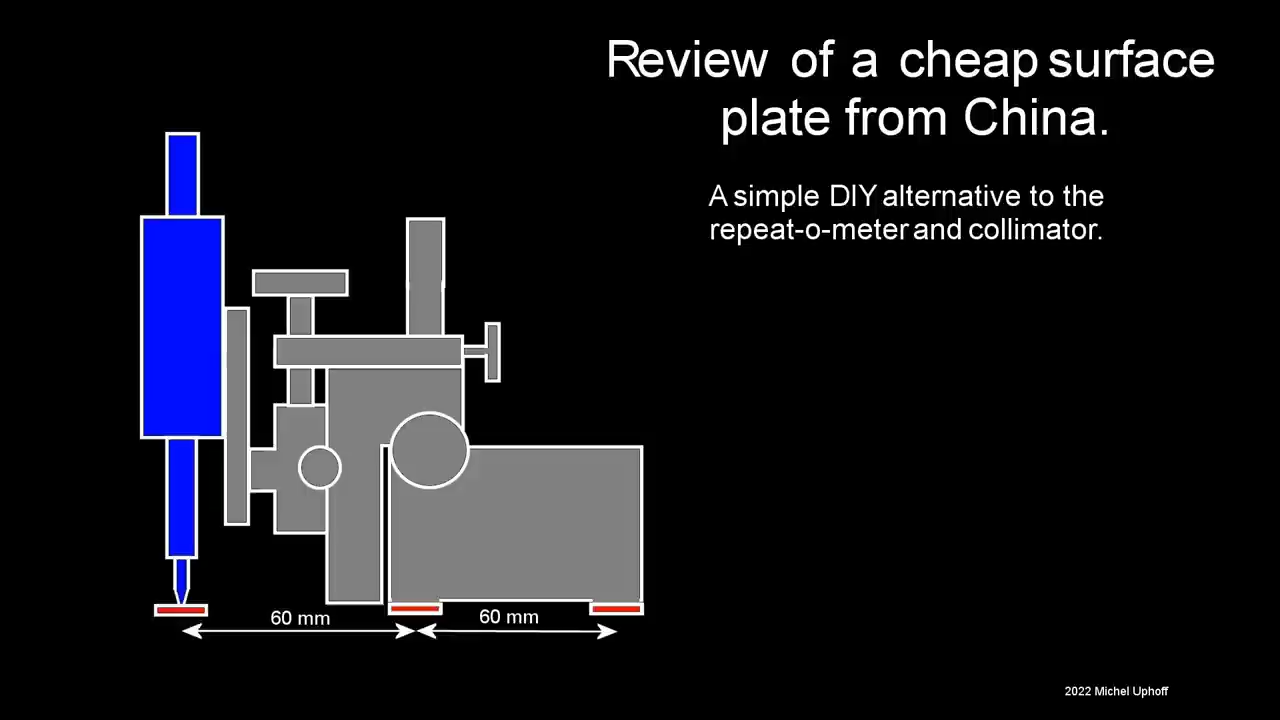 Review of a cheap surface
plate from China.
A simple DIY alternative to the
repeat-o-meter and collimator.
60 mm
60 mm
2022 Michel Uphoff